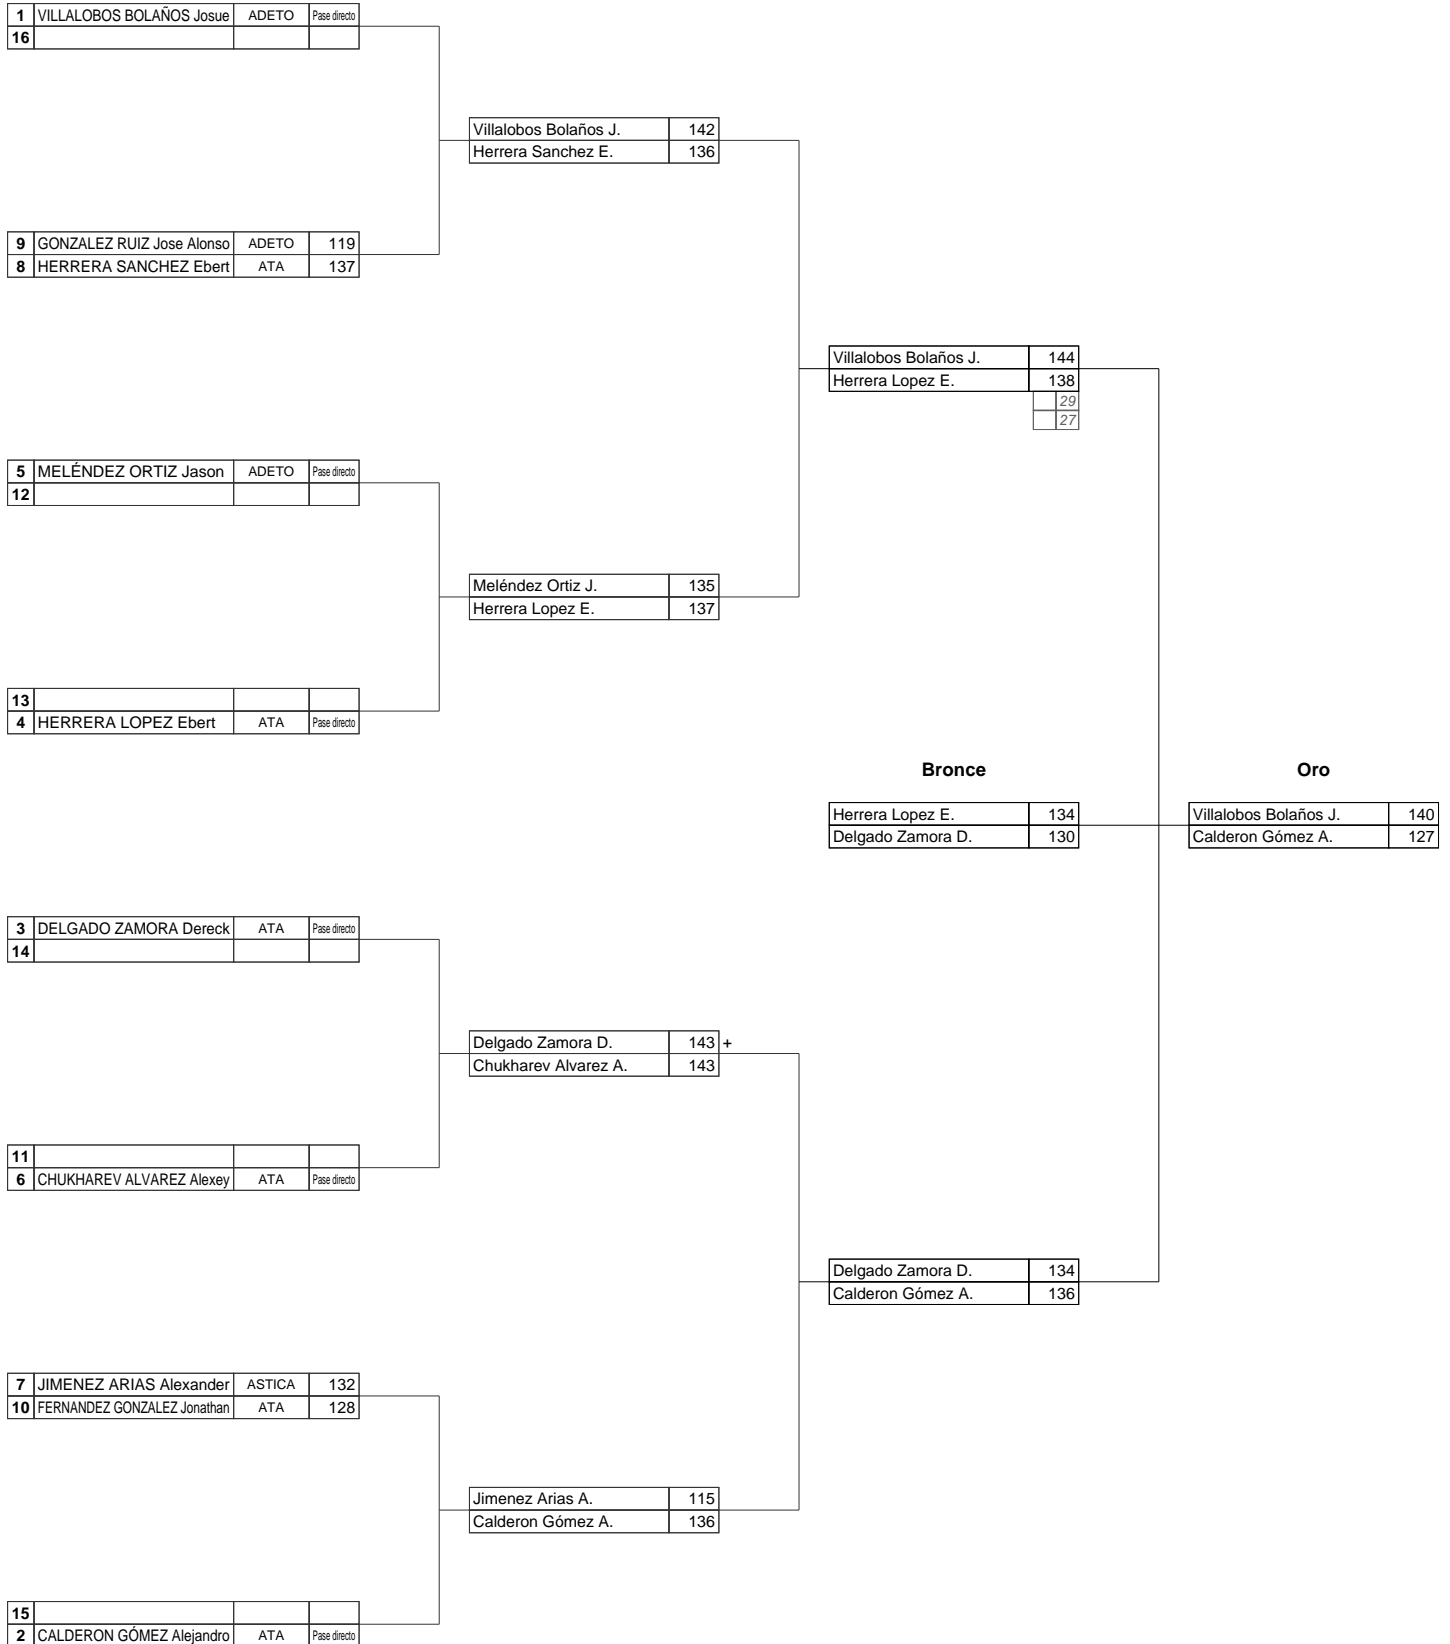 1 VILLALOBOS BOLAÑOS Josue ADETO Pase directo
16
Villalobos Bolaños J. 142
Herrera Sanchez E. 136
9 GONZALEZ RUIZ Jose Alonso ADETO 119
8 HERRERA SANCHEZ Ebert ATA 137
Villalobos Bolaños J. 144
Herrera Lopez E. 138
29
27
5 MELÉNDEZ ORTIZ Jason ADETO Pase directo
12
Meléndez Ortiz J. 135
Herrera Lopez E. 137
13
4 HERRERA LOPEZ Ebert ATA Pase directo
Bronce Oro
Herrera Lopez E. 134 Villalobos Bolaños J. 140
Delgado Zamora D. 130 Calderon Gómez A. 127
3 DELGADO ZAMORA Dereck ATA Pase directo
14
Delgado Zamora D. 143 +
Chukharev Alvarez A. 143
11
6 CHUKHAREV ALVAREZ Alexey ATA Pase directo
Delgado Zamora D. 134
Calderon Gómez A. 136
7 JIMENEZ ARIAS Alexander ASTICA 132
10 FERNANDEZ GONZALEZ Jonathan ATA 128
Jimenez Arias A. 115
Calderon Gómez A. 136
15
2 CALDERON GÓMEZ Alejandro ATA Pase directo